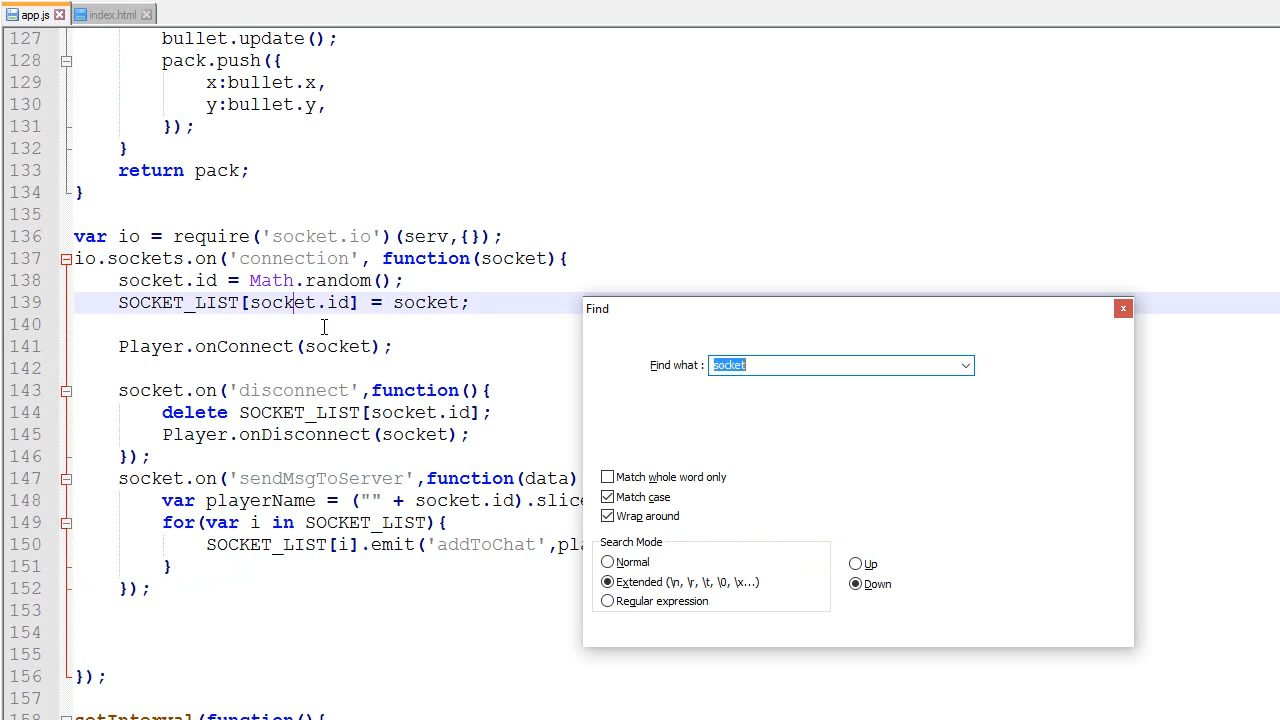 app.js index.html
127 bullet.update();
128 pack.push({
129 x:bullet.x,
130 y:bullet.y,
131 });
132 }
133 return pack;
134 }
135
136 var io = require('socket.io')(serv,{});
137 io.sockets.on('connection', function(socket){
138 socket.id = Math.random();
139 SOCKET_LIST[socket.id] = socket;
140
141 Player.onConnect(socket);
142
143 socket.on('disconnect',function(){
144 delete SOCKET_LIST[socket.id];
145 Player.onDisconnect(socket);
146 });
147 socket.on('sendMsgToServer',function(data)
148 var playerName = ("" + socket.id).slice
149 for(var i in SOCKET_LIST){
150 SOCKET_LIST[i].emit('addToChat',pla
151 }
152 });
153
154
155
156 });
157
158 setInterval(function(){
Find
x
Find what : socket
Match whole word only
Match case
Wrap around
Search Mode
Normal
Extended (\n, \r, \t, \0, \x...)
Regular expression
Up
Down